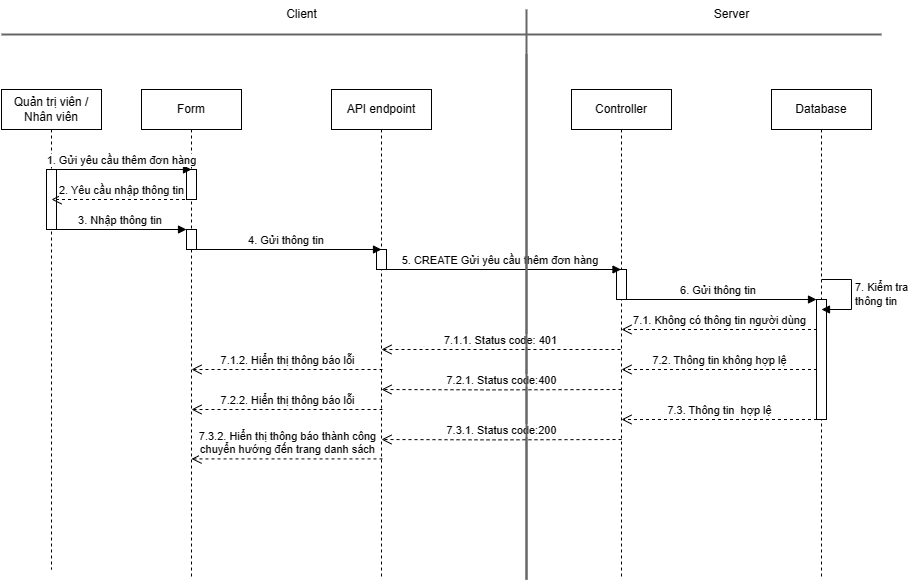 Client
Server
Quản trị viên /
Nhân viên
Form
API endpoint
Controller
Database
1. Gửi yêu cầu thêm đơn hàng
2. Yêu cầu nhập thông tin
3. Nhập thông tin
4. Gửi thông tin
5. CREATE Gửi yêu cầu thêm đơn hàng
6. Gửi thông tin
7. Kiểm tra
thông tin
7.1. Không có thông tin người dùng
7.1.1. Status code: 401
7.1.2. Hiển thị thông báo lỗi
7.2. Thông tin không hợp lệ
7.2.1. Status code:400
7.2.2. Hiển thị thông báo lỗi
7.3. Thông tin  hợp lệ
7.3.1. Status code:200
7.3.2. Hiển thị thông báo thành công
chuyển hướng đến trang danh sách